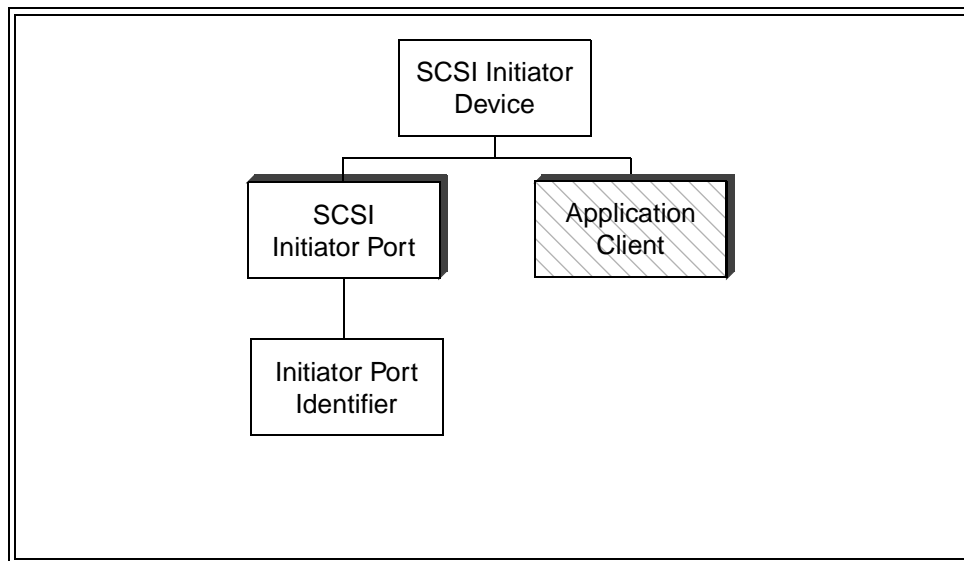 SCSI Initiator
Device
SCSI
Initiator Port
Application
Client
Initiator Port
Identifier